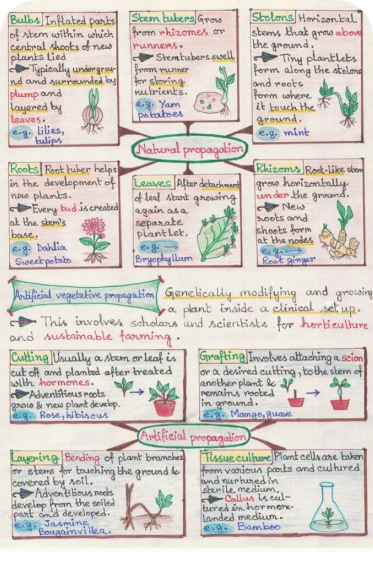 Bulbs Inflated parts
of stem within which
central shoots of new
plants lied
Typically undergrou-
nd and surrounded by
plump and
layered by
leaves.
e.g. lilies,
tulips
Stem tubers Grow
from rhizomes or
runners.
Stemtubers swell
from runner
for storing
nutrients.
e.g. Yam
potatoes
Stolons Horizontal
stems that grow above
the ground.
Tiny plantlets
form along the stolons
and roots
form where
it touch the
ground.
e.g. mint
Natural propagation
Roots Root tuber helps
in the development of
new plants.
Every bud is created
at the stem's
base.
e.g. Dahlia
Sweetpotato
Leaves After detachment
of leaf start growing
again as a
separate
plantlet.
e.g.
Bryophyllum
Rhizoms Root-like stem
grow horizontally
under the ground.
New
roots and
shoots form
at the nodes
e.g.
Root ginger
Artificial vegetative propagation
Genetically modifying and growing
a plant inside a clinical set up.
This involves scholars and scientists for horticulture
and sustainable farming.
Cutting Usually a stem or leaf is
cut off and planted after treated
with hormones.
Adventitious roots
grow & new plant develop.
e.g. Rose, hibiscus
Grafting Involves attaching a scion
or a desired cutting, to the stem of
another plant &
remains rooted
in ground.
e.g. Mango, guave
Artificial propagation
Layering Bending of plant branches
or stems for touching the ground &
covered by soil.
Adventitious roots
develop from the soiled
part and developed.
e.g. Jasmine
Bougainvillea.
Tissue culture Plant cells are taken
from various parts and cultured
and nurtured in
sterile medium.
Callus is cul-
tured in hormone-
landed medium.
e.g. Bamboo